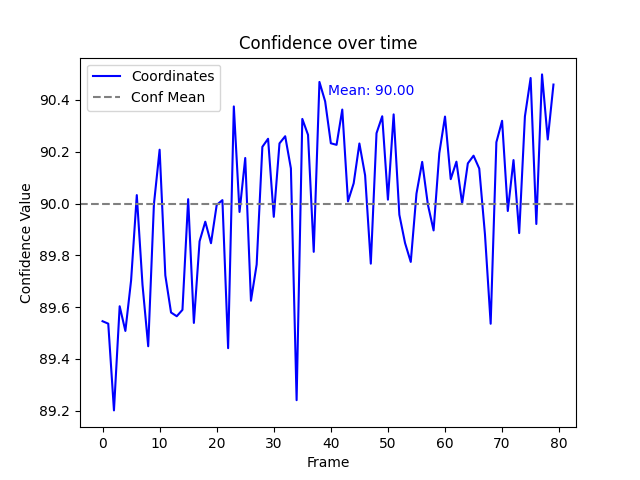 Confidence over time
Coordinates
Conf Mean
Mean: 90.00
Confidence Value
90.4
90.2
90.0
89.8
89.6
89.4
89.2
0 10 20 30 40 50 60 70 80
Frame